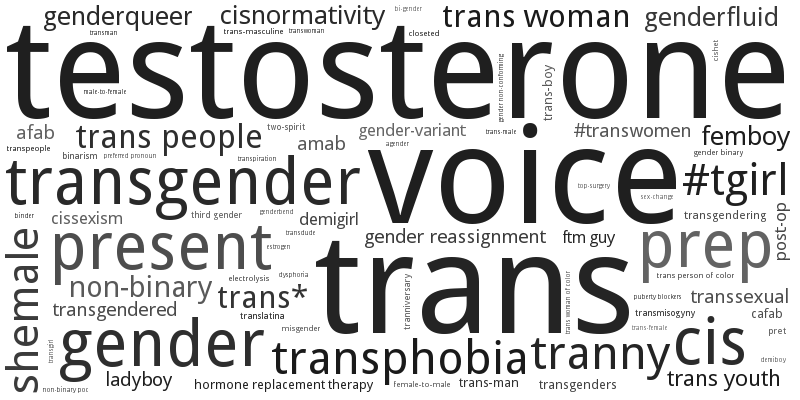 genderqueer
cisnormativity
bi-gender
trans woman
genderfluid
transman
trans-masculine
transwoman
closeted
testosterone
cishet
male-to-female
gender non-conforming
trans-boy
afab
trans people
two-spirit
amab
gender-variant
trans-male
#transwomen
femboy
transpeople
binarism
preferred pronoun
transpiration
agender
gender binary
transgender
voice
#tgirl
top-surgery
sex-change
binder
cissexism
third gender
genderbend
demigirl
transgendering
post-op
shemale
present
transdude
estrogen
gender reassignment
ftm guy
prep
non-binary
electrolysis
dysphoria
trans
trans person of color
trans*
tranniversary
trans woman of color
puberty blockers
transsexual
transgendered
translatina
transmisogyny
cafab
misgender
trans-female
pret
transgirl
gender
transphobia
tranny
cis
demiboy
ladyboy
hormone replacement therapy
female-to-male
trans-man
transgenders
trans youth
non-binary poc